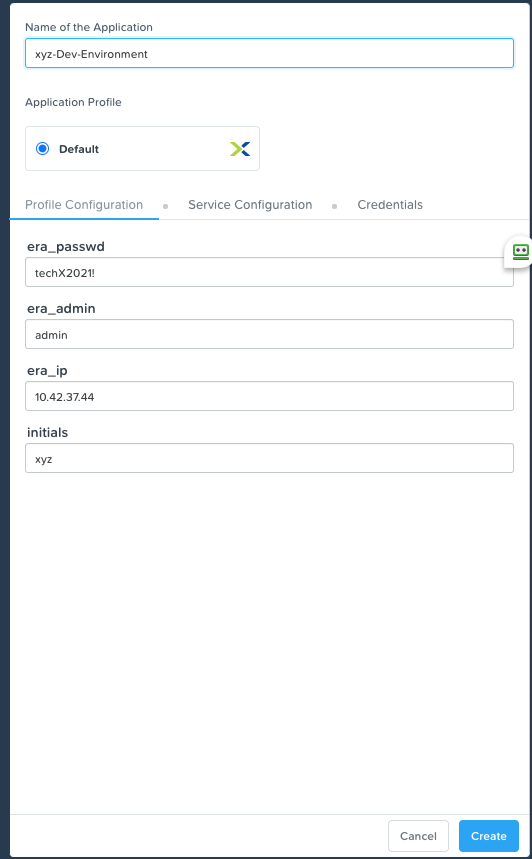 Name of the Application
xyz-Dev-Environment
Application Profile
Default
Profile Configuration Service Configuration Credentials
era_passwd
techX2021!
era_admin
admin
era_ip
10.42.37.44
initials
xyz
Cancel Create